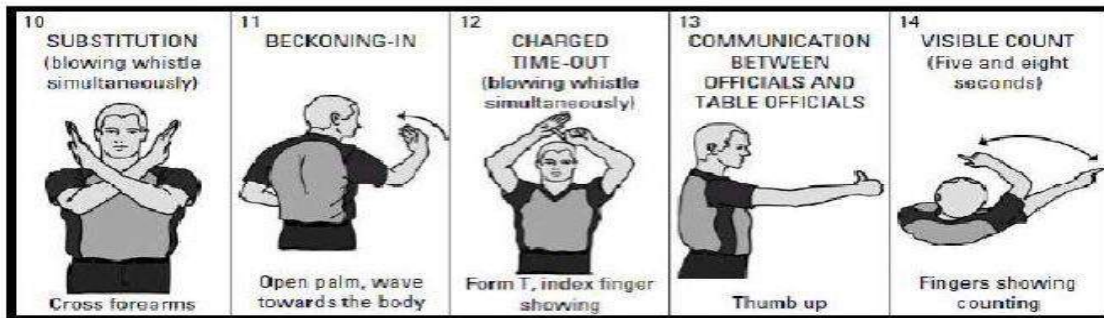 10
SUBSTITUTION
(blowing whistle
simultaneously)
Cross forearms
11
BECKONING-IN
Open palm, wave
towards the body
12
CHARGED
TIME-OUT
(blowing whistle
simultaneously)
Form T, index finger
showing
13
COMMUNICATION
BETWEEN
OFFICIALS AND
TABLE OFFICIALS
Thumb up
14
VISIBLE COUNT
(Five and eight
seconds)
Fingers showing
counting